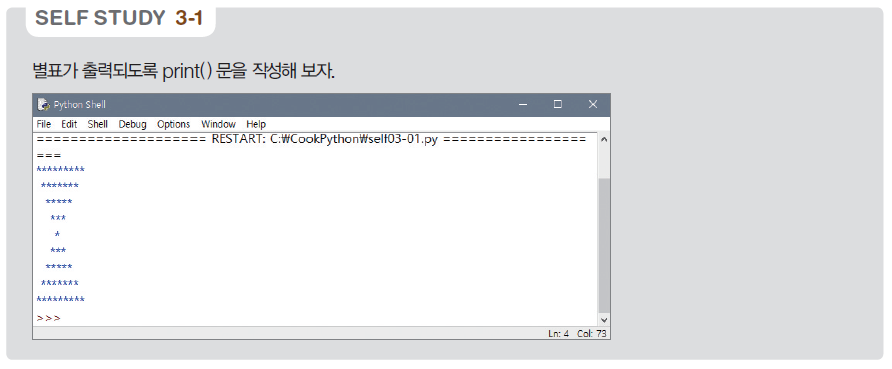 SELF STUDY 3-1
별표가 출력되도록 print() 문을 작성해 보자.
Python Shell
File Edit Shell Debug Options Window Help
==================== RESTART: C:₩CookPython₩self03-01.py =================
===
*********
 *******
  *****
   ***
    *
   ***
  *****
 *******
*********
>>>
Ln: 4 Col: 73